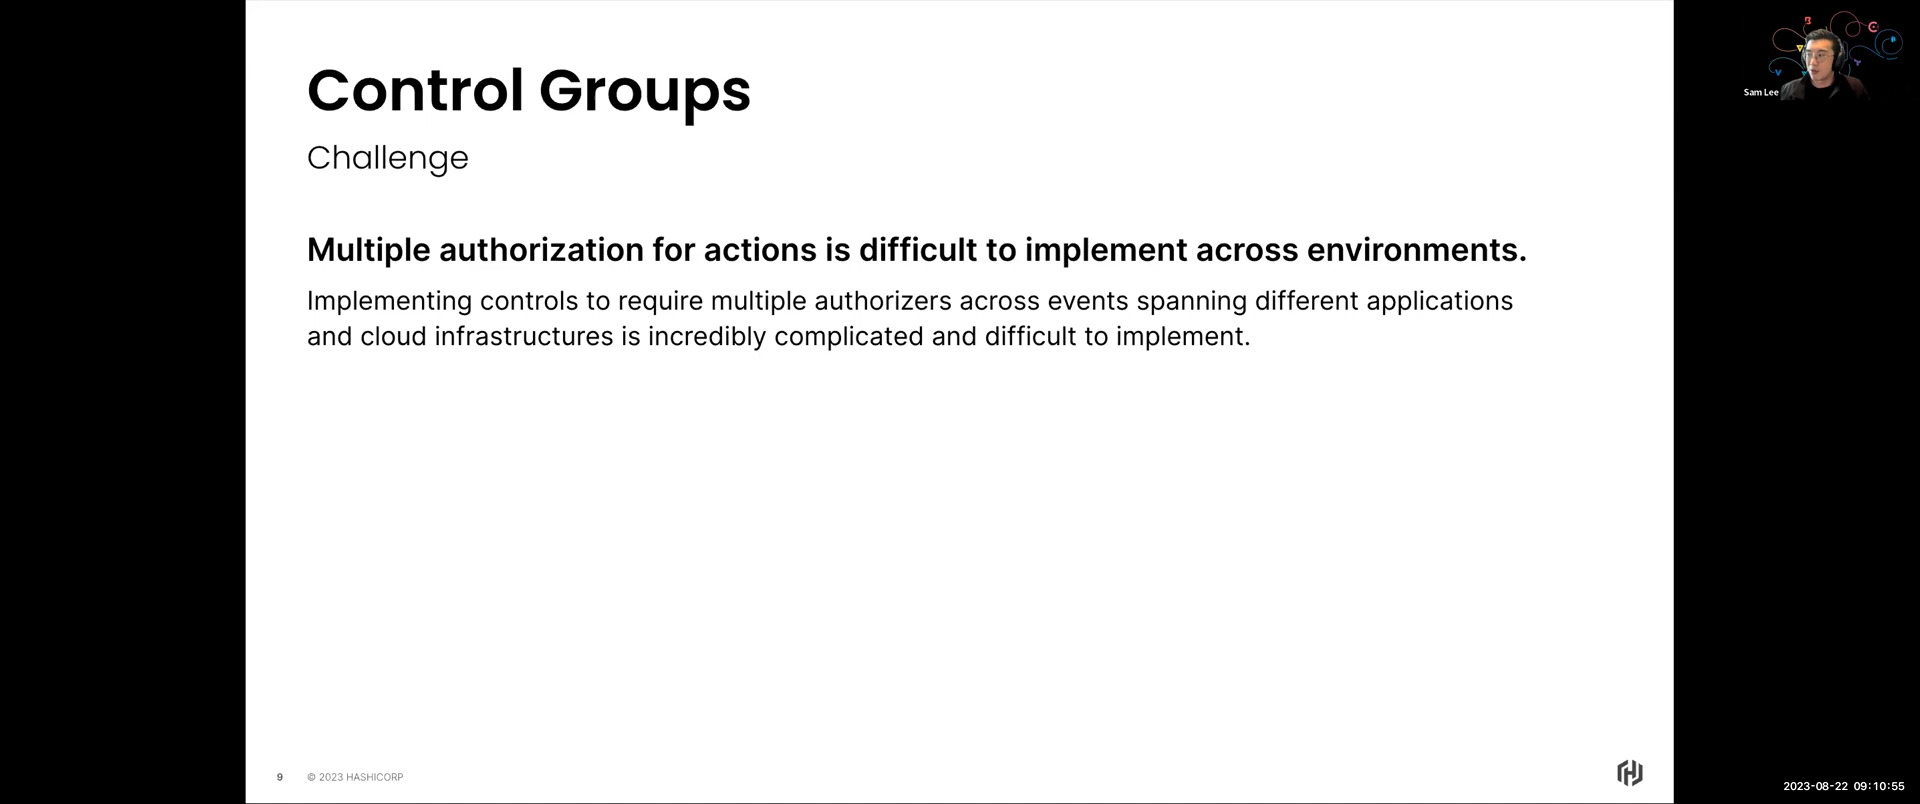 Control Groups
Challenge
Multiple authorization for actions is difficult to implement across environments.
Implementing controls to require multiple authorizers across events spanning different applications
and cloud infrastructures is incredibly complicated and difficult to implement.
9 © 2023 HASHICORP
Sam Lee
2023-08-22 09:10:55